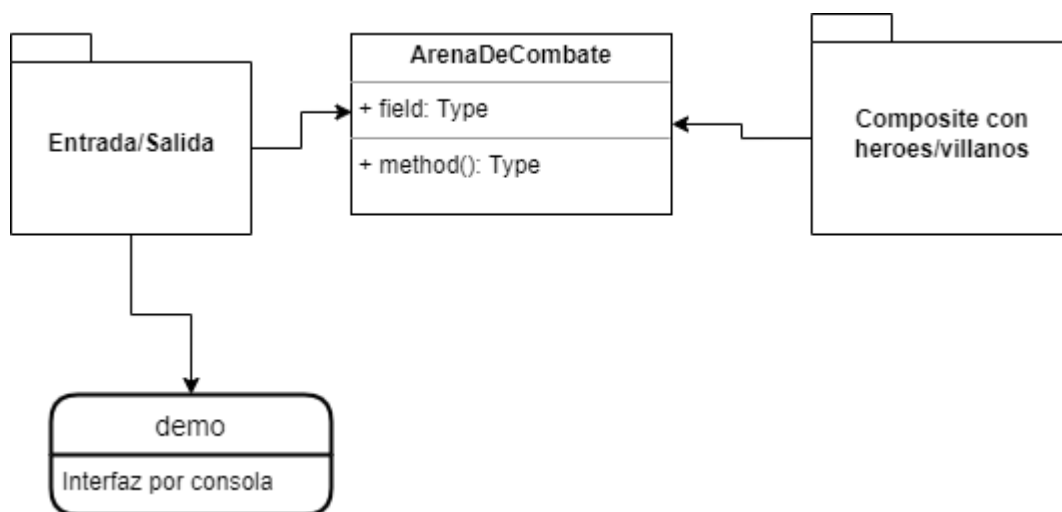 ArenaDeCombate
+ field: Type
+ method(): Type
Entrada/Salida
Composite con
heroes/villanos
demo
Interfaz por consola